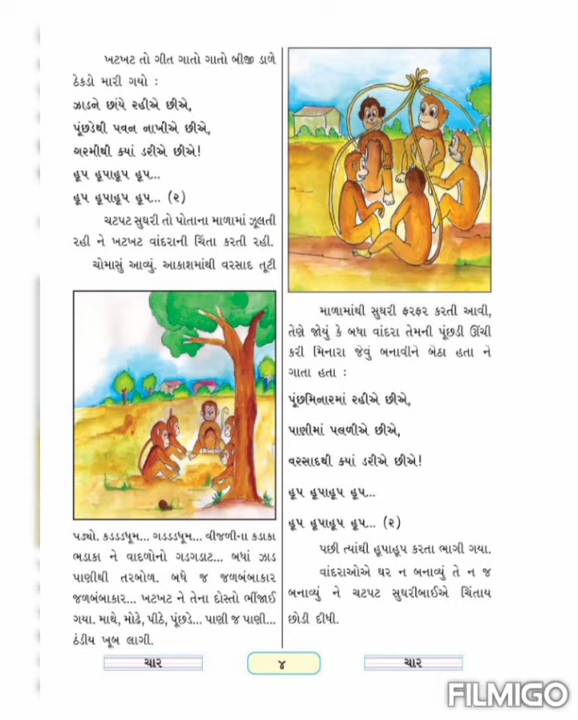 ખટખટ તો ગીત ગાતો ગાતો બીજી ડાળે
ઠેકડો મારી ગયો :
ઝાડને છાંયે રહીએ છીએ,
પૂંછડેથી પવન નાખીએ છીએ,
ગરમીથી ક્યાં ડરીએ છીએ!
હૂપ હૂપાહૂપ હૂપ...
હૂપ હૂપાહૂપ હૂપ... (૨)
ચટપટ સુઘરી તો પોતાના માળામાં ઝૂલતી
રહી ને ખટખટ વાંદરાની ચિંતા કરતી રહી.
ચોમાસું આવ્યું. આકાશમાંથી વરસાદ તૂટી
પડ્યો. કડડડધૂમ... ગડડડધૂમ... વીજળીના કડાકા
ભડાકા ને વાદળોનો ગડગડાટ... બધાં ઝાડ
પાણીથી તરબોળ. બધે જ જળબંબાકાર
જળબંબાકાર... ખટખટ ને તેના દોસ્તો ભીંજાઈ
ગયા. માથે, મોઢે, પીઠે, પૂંછડે... પાણી જ પાણી...
ઠંડીય ખૂબ લાગી.
માળામાંથી સુઘરી ફરફર કરતી આવી,
તેણે જોયું કે બધા વાંદરા તેમની પૂંછડી ઊંચી
કરી મિનારા જેવું બનાવીને બેઠા હતા ને
ગાતા હતા :
પૂંછમિનારમાં રહીએ છીએ,
પાણીમાં પલળીએ છીએ,
વરસાદથી ક્યાં ડરીએ છીએ!
હૂપ હૂપાહૂપ હૂપ...
હૂપ હૂપાહૂપ હૂપ... (૨)
પછી ત્યાંથી હૂપાહૂપ કરતા ભાગી ગયા.
વાંદરાઓએ ઘર ન બનાવ્યું તે ન જ
બનાવ્યું ને ચટપટ સુઘરીબાઈએ ચિંતાય
છોડી દીધી.
ચાર ૪ ચાર
FILMIGO